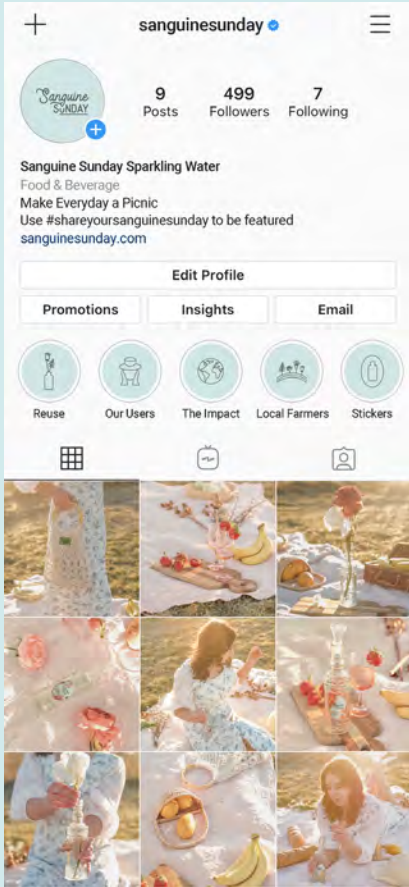 sanguinesunday
Sanguine
SUNDAY
9 499 7
Posts Followers Following
Sanguine Sunday Sparkling Water
Food & Beverage
Make Everyday a Picnic
Use #shareyoursanguinesunday to be featured
sanguinesunday.com
Edit Profile
Promotions Insights Email
Reuse Our Users The Impact Local Farmers Stickers